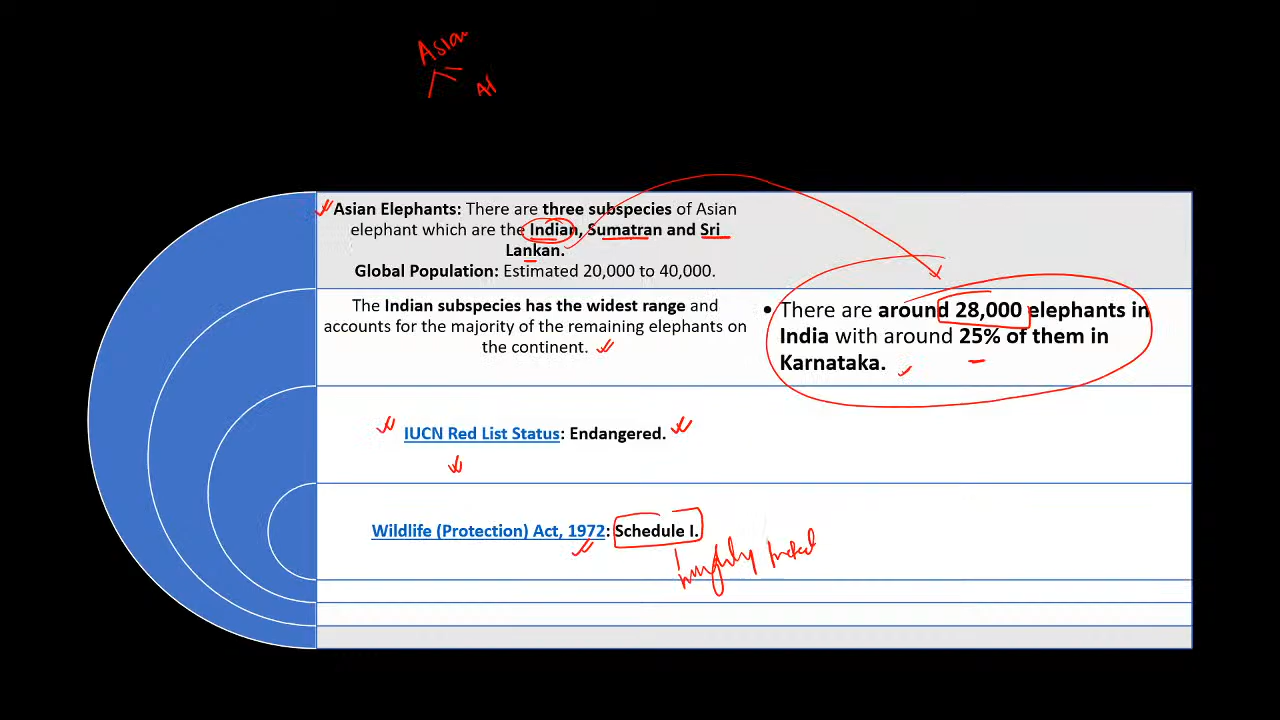 Asian
Af
Asian Elephants: There are three subspecies of Asian
elephant which are the Indian, Sumatran and Sri
Lankan.
Global Population: Estimated 20,000 to 40,000.
The Indian subspecies has the widest range and
accounts for the majority of the remaining elephants on
the continent.
• There are around 28,000 elephants in
India with around 25% of them in
Karnataka.
IUCN Red List Status: Endangered.
Wildlife (Protection) Act, 1972: Schedule I.